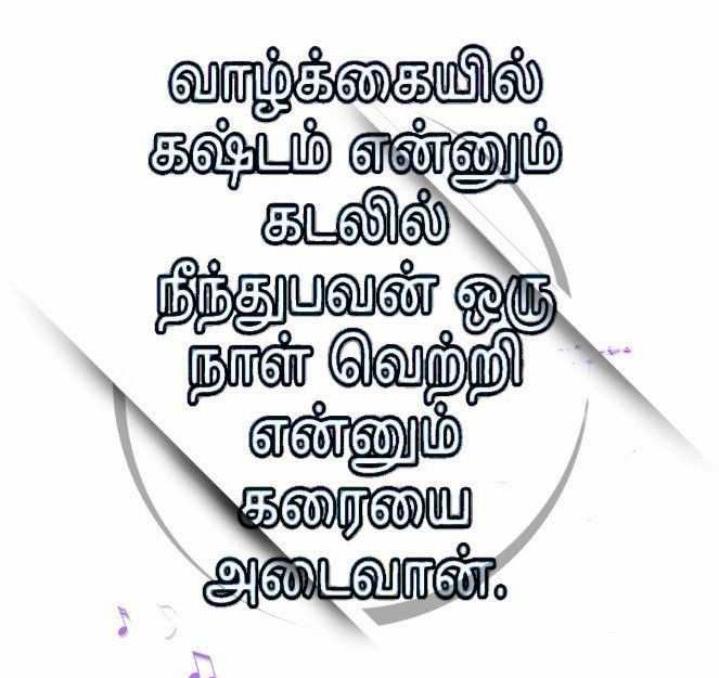 வாழ்க்கையில்
கஷ்டம் என்னும்
கடலில்
நீந்துபவன் ஒரு
நாள் வெற்றி
என்னும்
கரையை
அடைவான்.